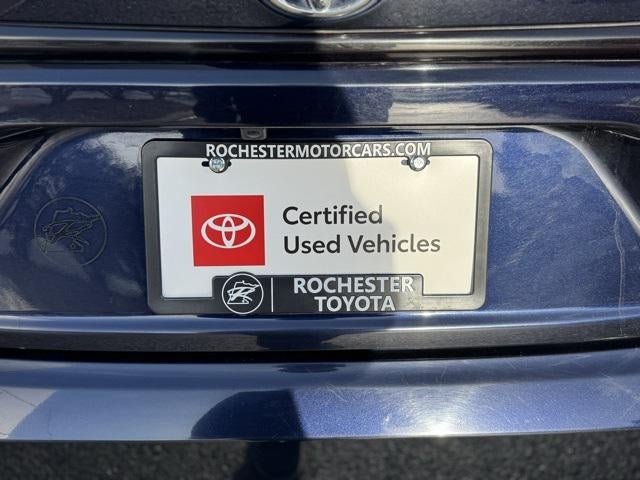 ROCHESTERMOTORCARS.COM
Certified
Used Vehicles
ROCHESTER
TOYOTA